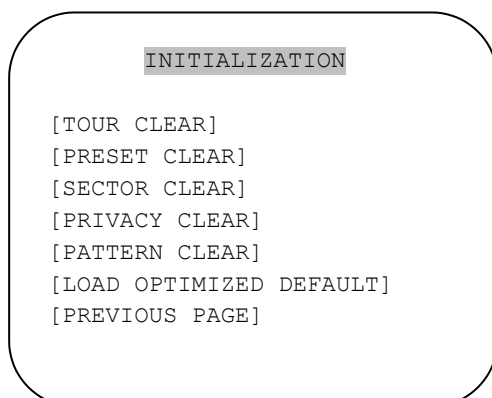 INITIALIZATION
[TOUR CLEAR]
[PRESET CLEAR]
[SECTOR CLEAR]
[PRIVACY CLEAR]
[PATTERN CLEAR]
[LOAD OPTIMIZED DEFAULT]
[PREVIOUS PAGE]